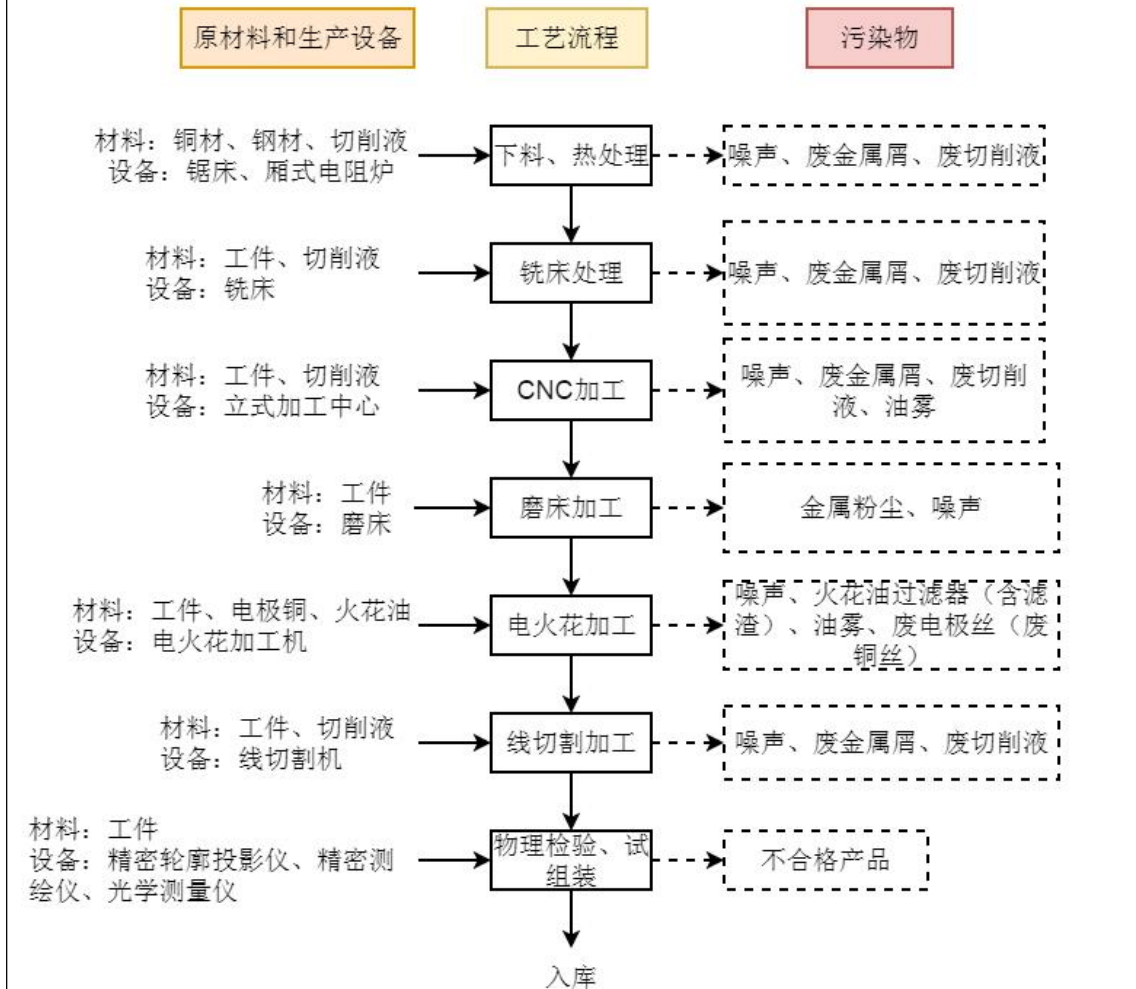 原材料和生产设备
工艺流程
污染物
材料：铜材、钢材、切削液
设备：锯床、厢式电阻炉
下料、热处理
噪声、废金属屑、废切削液
材料：工件、切削液
设备：铣床
铣床处理
噪声、废金属屑、废切削液
材料：工件、切削液
设备：立式加工中心
CNC加工
噪声、废金属屑、废切削
液、油雾
材料：工件
设备：磨床
磨床加工
金属粉尘、噪声
材料：工件、电极铜、火花油
设备：电火花加工机
电火花加工
噪声、火花油过滤器（含滤
渣）、油雾、废电极丝（废
铜丝）
材料：工件、切削液
设备：线切割机
线切割加工
噪声、废金属屑、废切削液
材料：工件
设备：精密轮廓投影仪、精密测
绘仪、光学测量仪
物理检验、试
组装
不合格产品
入库